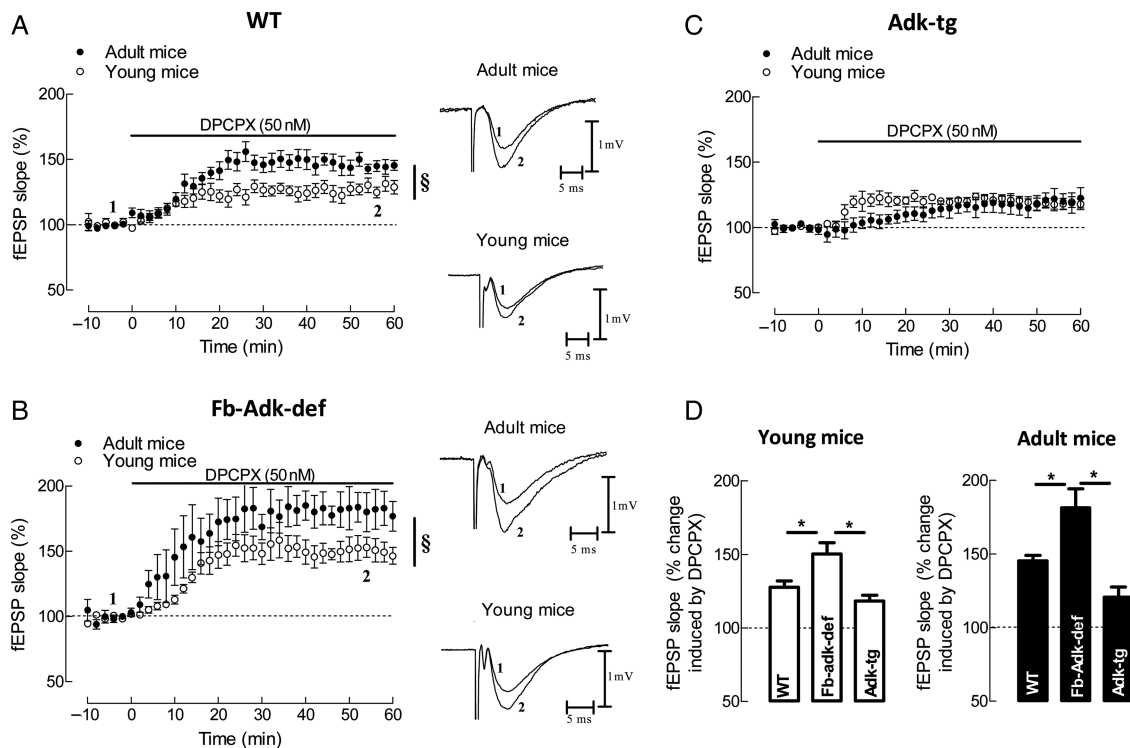 A
WT
Adult mice
Young mice
fEPSP slope (%)
200
150
100
50
DPCPX (50 nM)
1
2
§
–10 0 10 20 30 40 50 60
Time (min)
Adult mice
1
2
1mV
5 ms
Young mice
1
2
1mV
5 ms
C
Adk-tg
Adult mice
Young mice
fEPSP slope (%)
200
150
100
50
DPCPX (50 nM)
–10 0 10 20 30 40 50 60
Time (min)
B
Fb-Adk-def
Adult mice
Young mice
fEPSP slope (%)
200
150
100
50
DPCPX (50 nM)
1
2
§
–10 0 10 20 30 40 50 60
Time (min)
Adult mice
1
2
1mV
5 ms
Young mice
1
2
1mV
5 ms
D
Young mice
fEPSP slope (% change
induced by DPCPX)
200
150
100
50
* *
WT
Fb-adk-def
Adk-tg
Adult mice
fEPSP slope (% change
induced by DPCPX)
200
150
100
50
* *
WT
Fb-Adk-def
Adk-tg